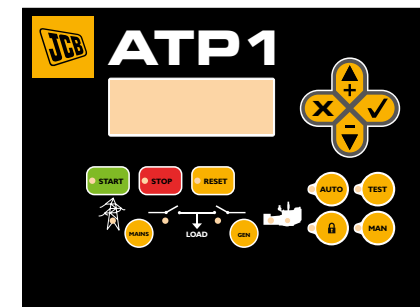 JCB
ATP1
+
-
START STOP RESET
AUTO TEST
MAINS LOAD GEN
MAN